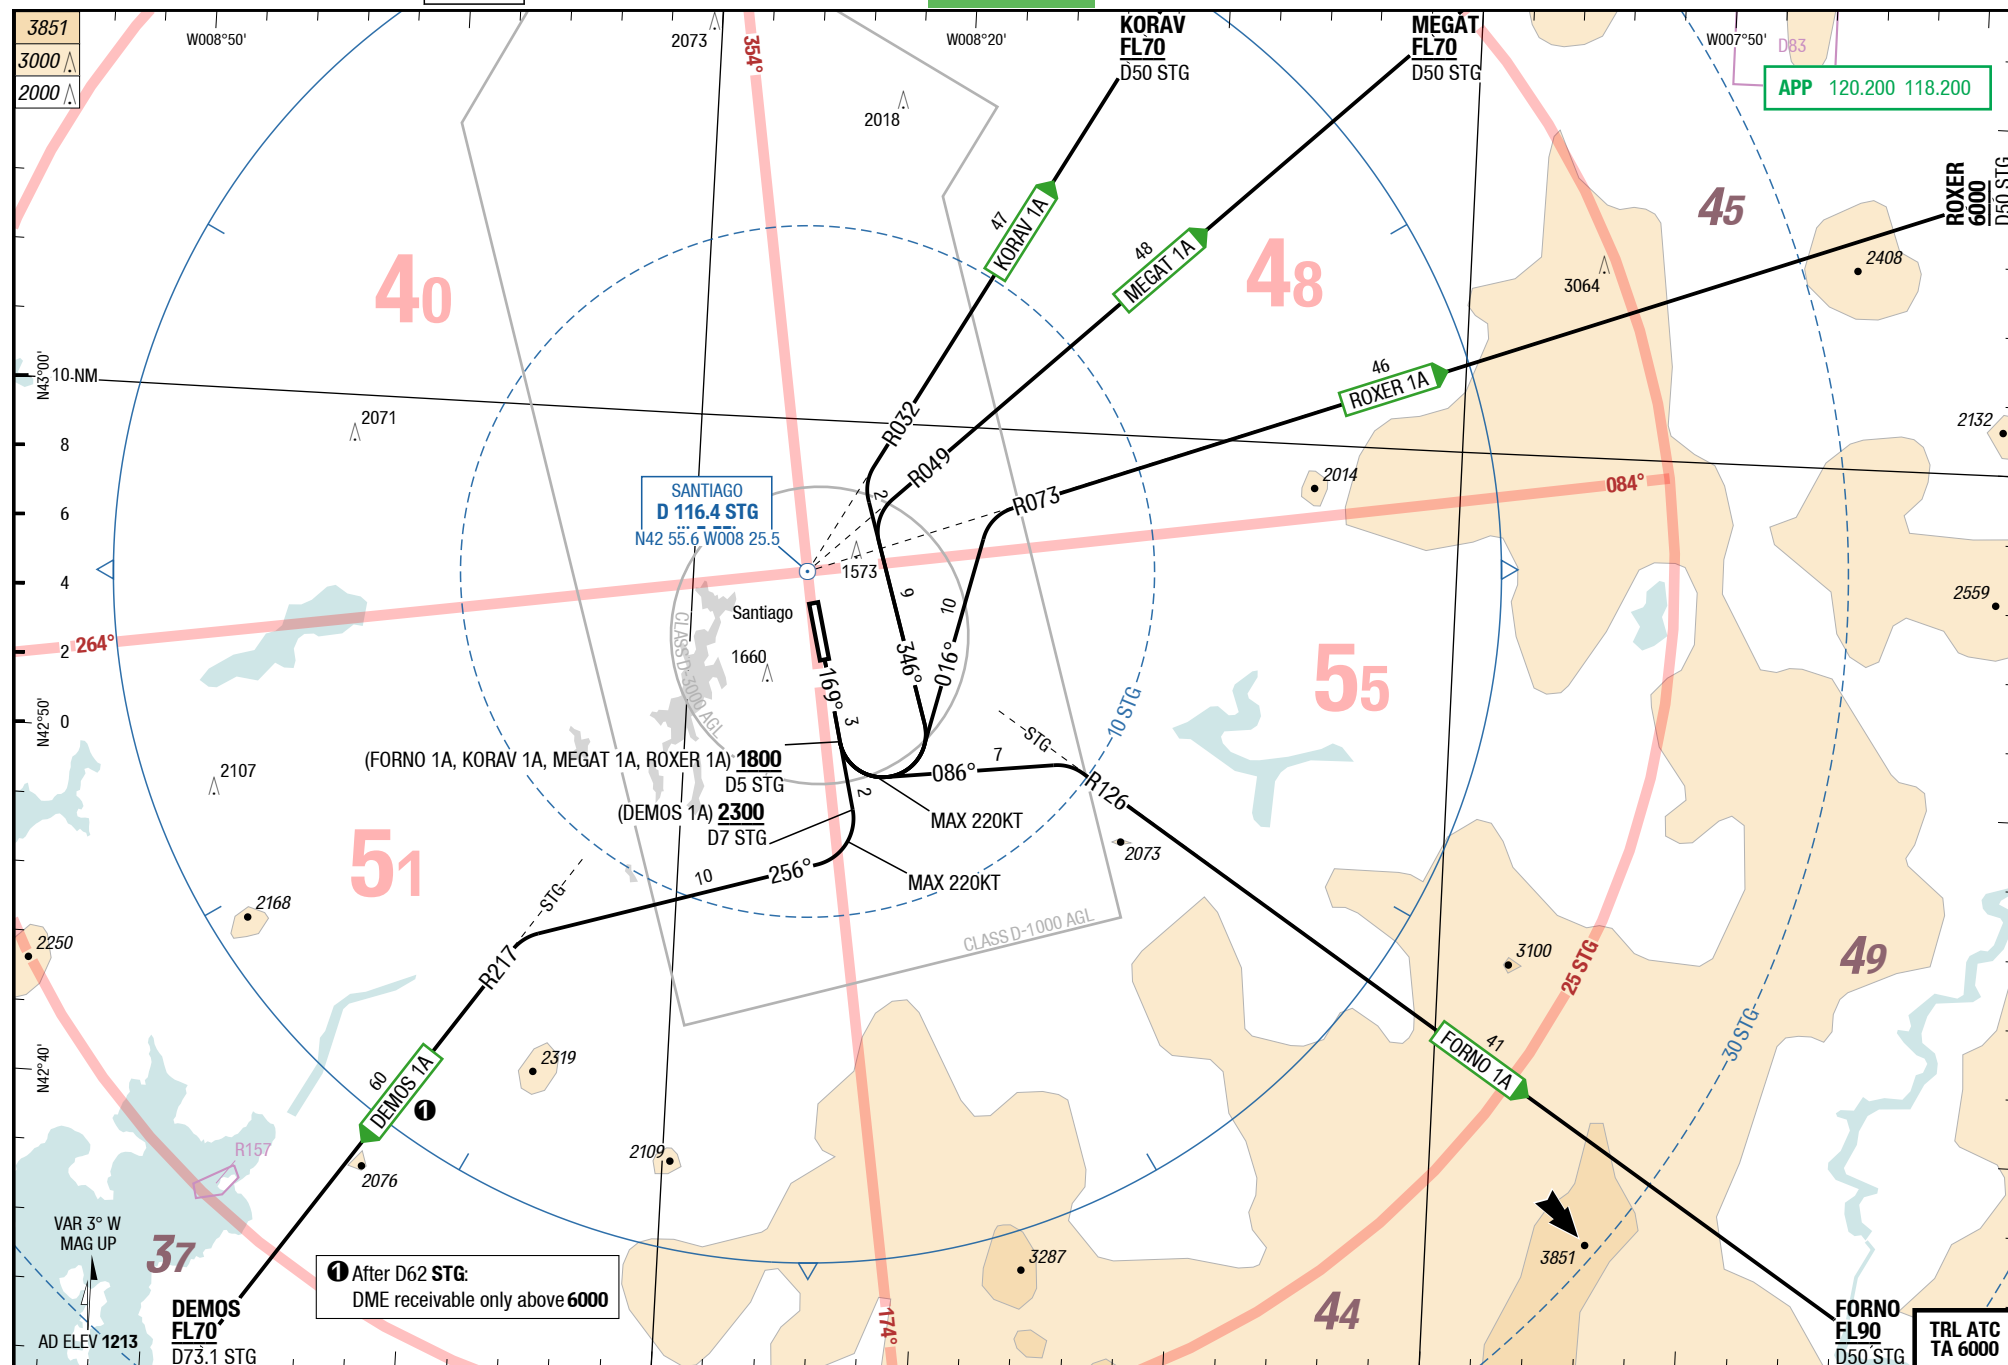 3851
3000
2000
W008°50'
2073
354°
W008°20'
KORAV
FL70
D50 STG
MEGAT
FL70
D50 STG
W007°50'
D83
APP 120.200 118.200
2018
ROXER
6000
D50 STG
45
47
KORAV 1A
48
MEGAT 1A
40
48
3064
2408
N43°00'
10 NM
46
ROXER 1A
2071
R032
R049
8
2132
2014
084°
SANTIAGO
D 116.4 STG
N42 55.6 W008 25.5
2
R073
6
1573
4
Santiago
9
10
2559
264°
2
CLASS D-3000 AGL
1660
169°
346°
016°
55
N42°50'
0
3
10 STG
STG
7
086°
R126
(FORNO 1A, KORAV 1A, MEGAT 1A, ROXER 1A) 1800
D5 STG
2107
2
(DEMOS 1A) 2300
D7 STG
MAX 220KT
2073
51
10
256°
MAX 220KT
STG
2168
CLASS D-1000 AGL
2250
R217
3100
49
25 STG
30 STG
N42°40'
2319
60
DEMOS 1A
1
41
FORNO 1A
R157
2109
2076
VAR 3° W
MAG UP
37
3851
3287
1 After D62 STG:
DME receivable only above 6000
44
174°
AD ELEV 1213
DEMOS
FL70
D73.1 STG
FORNO
FL90
D50 STG
TRL ATC
TA 6000